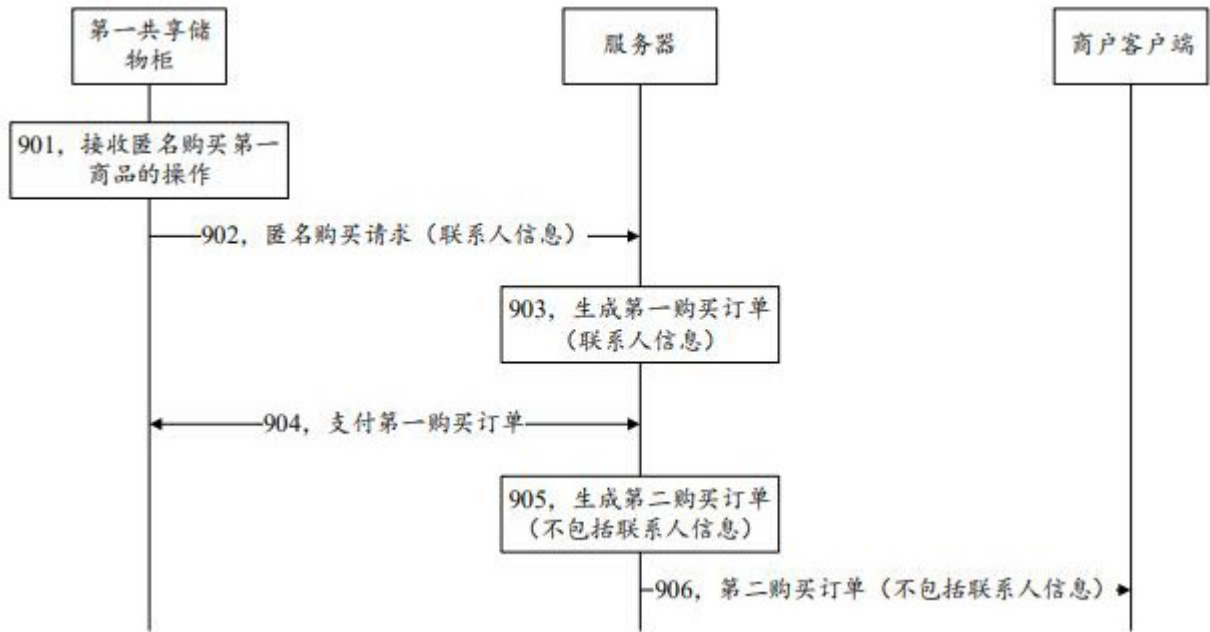 第一共享储
物柜
服务器
商户客户端
901，接收匿名购买第一
商品的操作
902，匿名购买请求（联系人信息）
903，生成第一购买订单
（联系人信息）
904，支付第一购买订单
905，生成第二购买订单
（不包括联系人信息）
906，第二购买订单（不包括联系人信息）